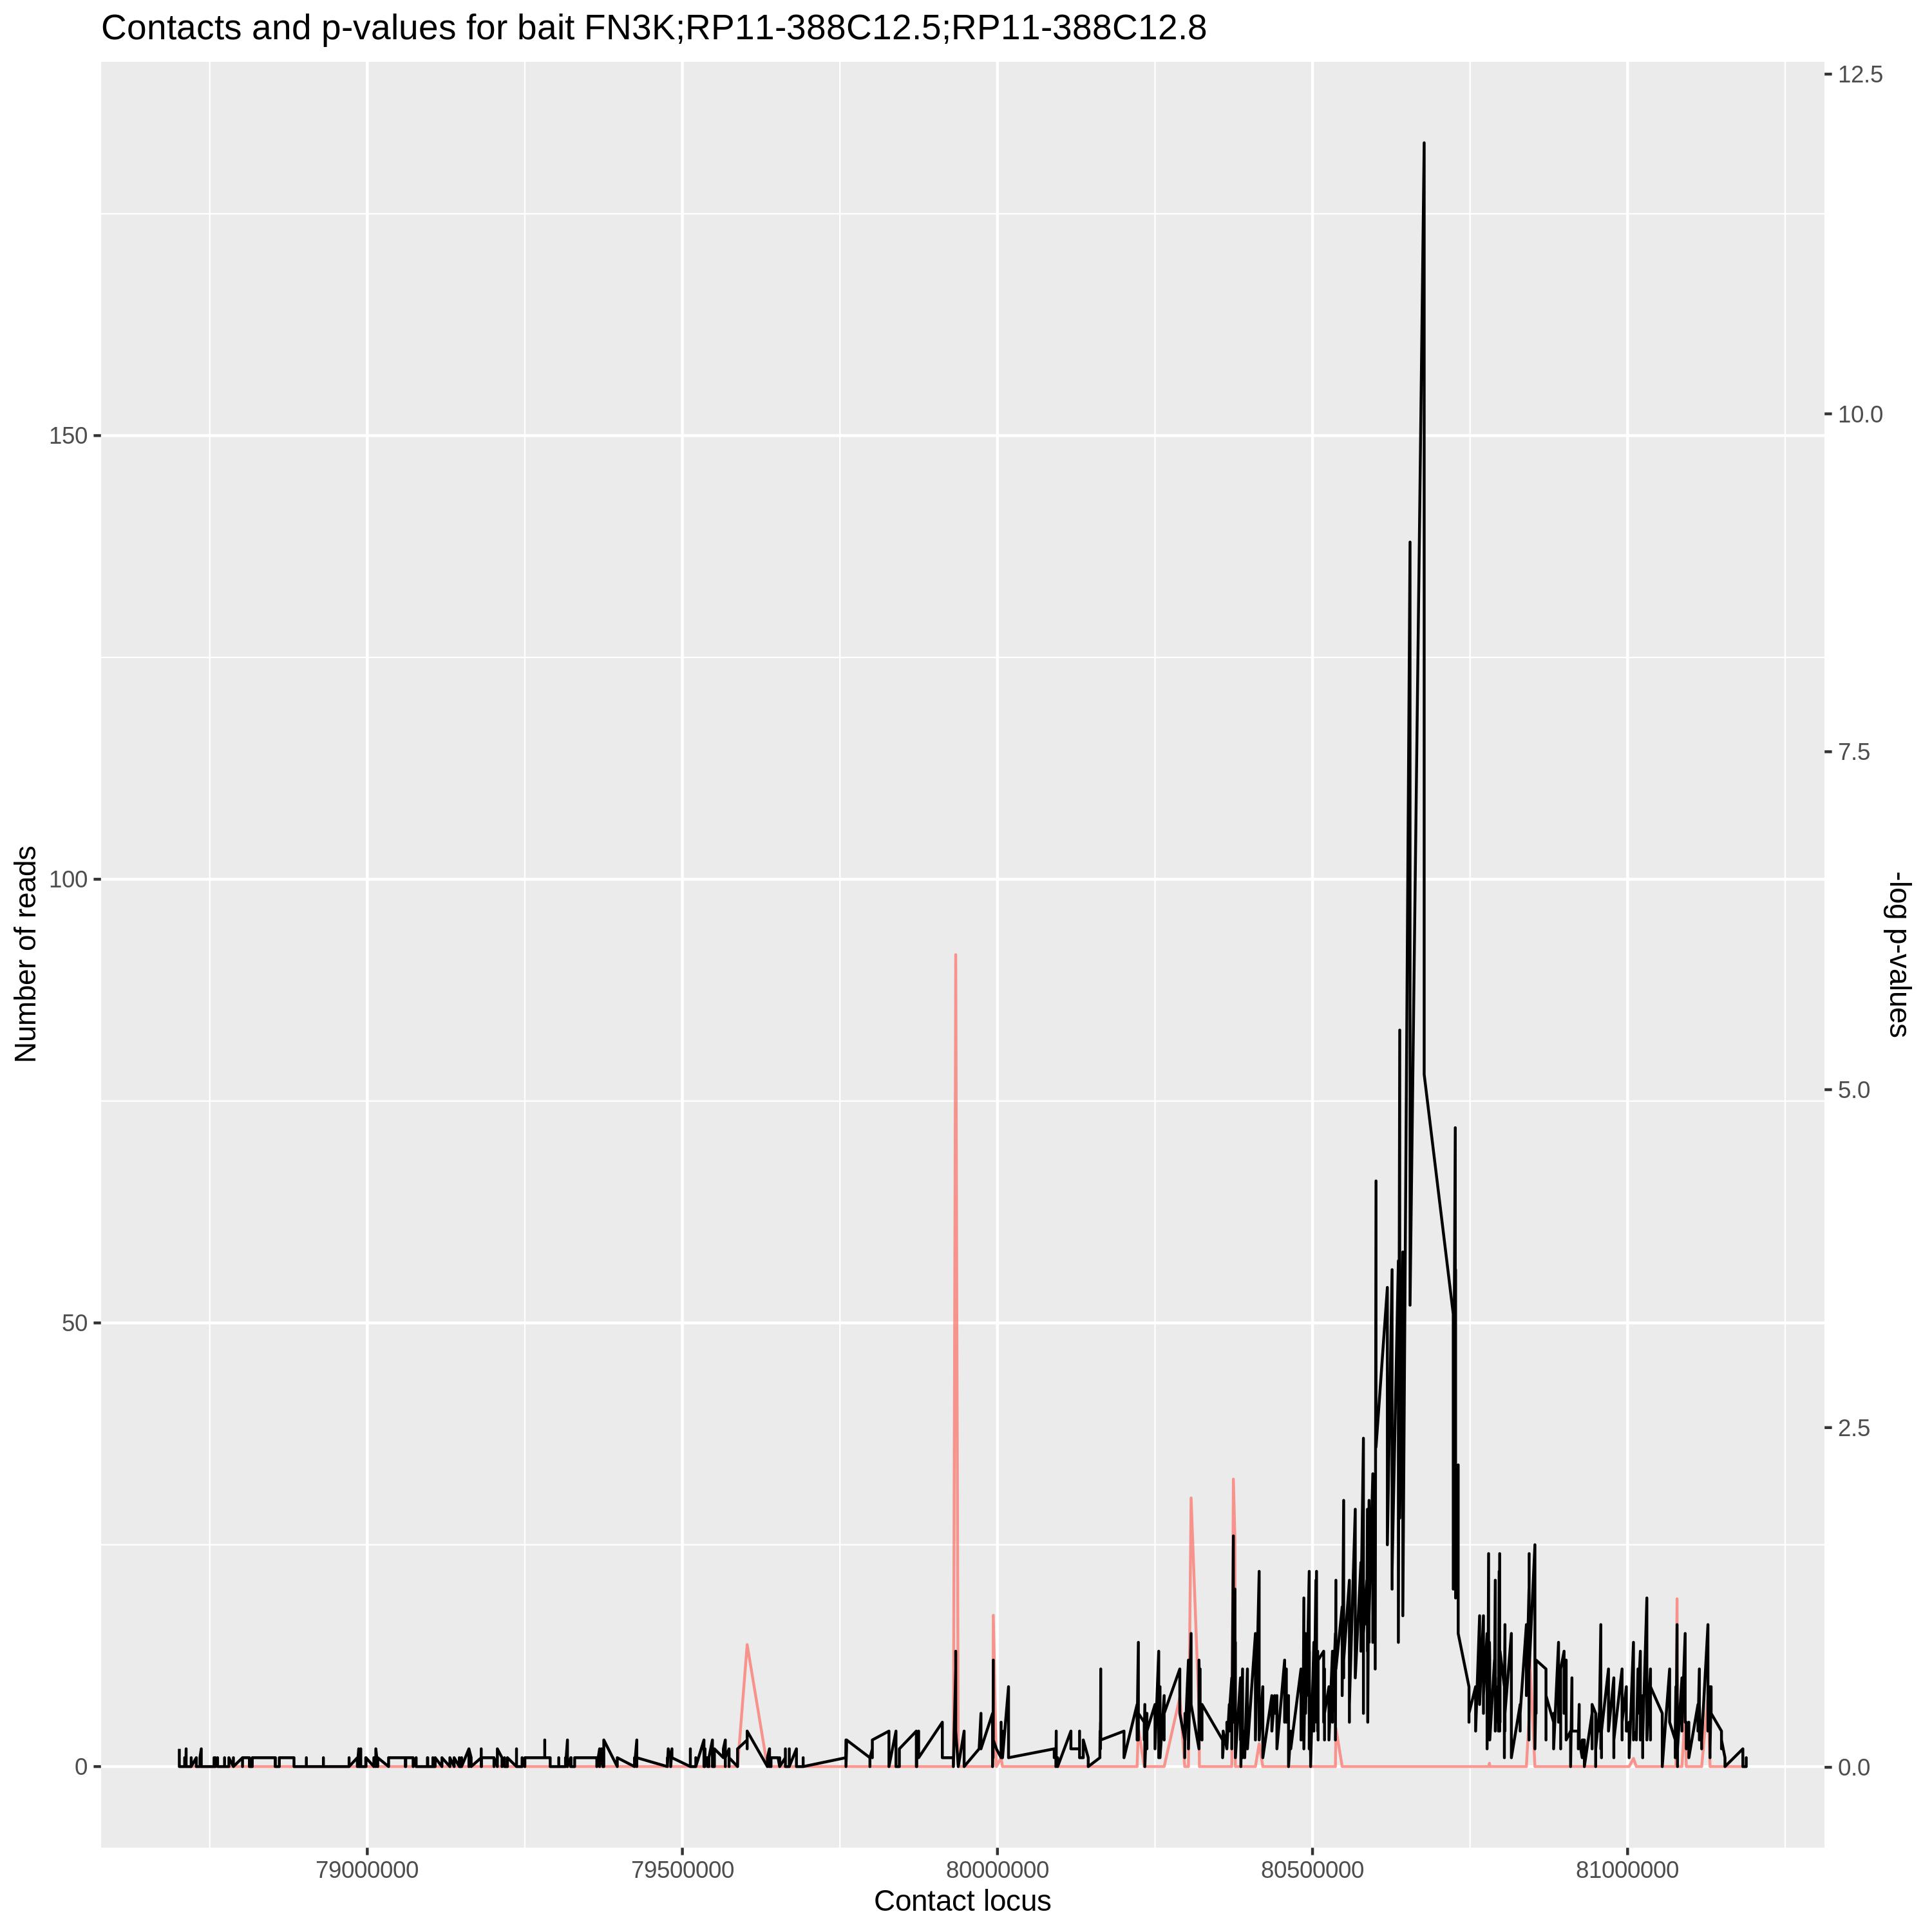 Contacts and p-values for bait FN3K;RP11-388C12.5;RP11-388C12.8
12.5
10.0
7.5
5.0
2.5
0.0
-log p-values
150
100
50
0
Number of reads
79000000 79500000 80000000 80500000 81000000
Contact locus